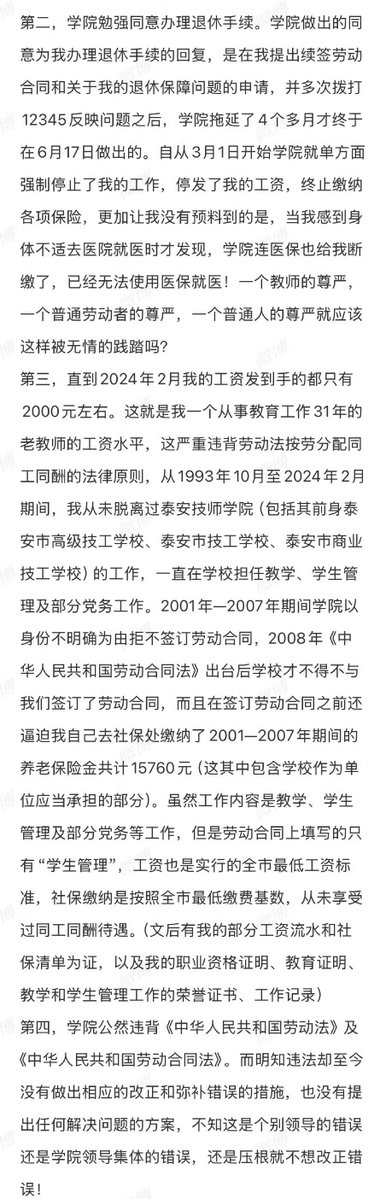 第二，学院勉强同意办理退休手续。学院做出的同
意为我办理退休手续的回复，是在我提出续签劳动
合同和关于我的退休保障问题的申请，并多次拨打
12345反映问题之后，学院拖延了4个多月才终于
在6月17日做出的。自从3月1日开始学院就单方面
强制停止了我的工作，停发了我的工资，终止缴纳
各项保险，更加让我没有预料到的是，当我感到身
体不适去医院就医时才发现，学院连医保也给我断
缴了，已经无法使用医保就医！一个教师的尊严，
一个普通劳动者的尊严，一个普通人的尊严就应该
这样被无情的践踏吗？
第三，直到2024年2月我的工资发到手的都只有
2000元左右。这就是我一个从事教育工作31年的
老教师的工资水平，这严重违背劳动法按劳分配同
工同酬的法律原则，从1993年10月至2024年2月
期间，我从未脱离过泰安技师学院（包括其前身泰
安市高级技工学校、泰安市技工学校、泰安市商业
技工学校）的工作，一直在学校担任教学、学生管
理及部分党务工作。2001年—2007年期间学院以
身份不明确为由拒不签订劳动合同，2008年《中
华人民共和国劳动合同法》出台后学校才不得不与
我们签订了劳动合同，而且在签订劳动合同之前还
逼迫我自己去社保处缴纳了2001—2007年期间的
养老保险金共计15760元（这其中包含学校作为单
位应当承担的部分）。虽然工作内容是教学、学生
管理及部分党务等工作，但是劳动合同上填写的只
有“学生管理”，工资也是实行的全市最低工资标
准，社保缴纳是按照全市最低缴费基数，从未享受
过同工同酬待遇。（文后有我的部分工资流水和社
保清单为证，以及我的职业资格证明、教育证明、
教学和学生管理工作的荣誉证书、工作记录）
第四，学院公然违背《中华人民共和国劳动法》及
《中华人民共和国劳动合同法》。而明知违法却至今
没有做出相应的改正和弥补错误的措施，也没有提
出任何解决问题的方案，不知这是个别领导的错误
还是学院领导集体的错误，还是压根就不想改正错
误！